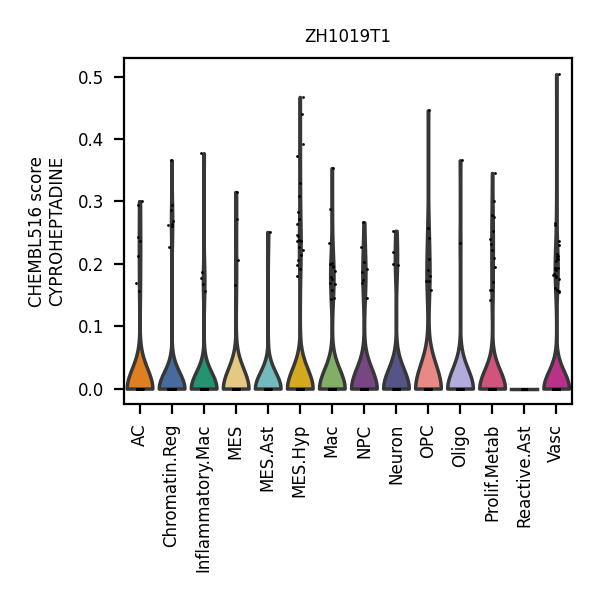 ZH1019T1
CHEMBL516 score
CYPROHEPTADINE
0.5
0.4
0.3
0.2
0.1
0.0
AC
Chromatin.Reg
Inflammatory.Mac
MES
MES.Ast
MES.Hyp
Mac
NPC
Neuron
OPC
Oligo
Prolif.Metab
Reactive.Ast
Vasc